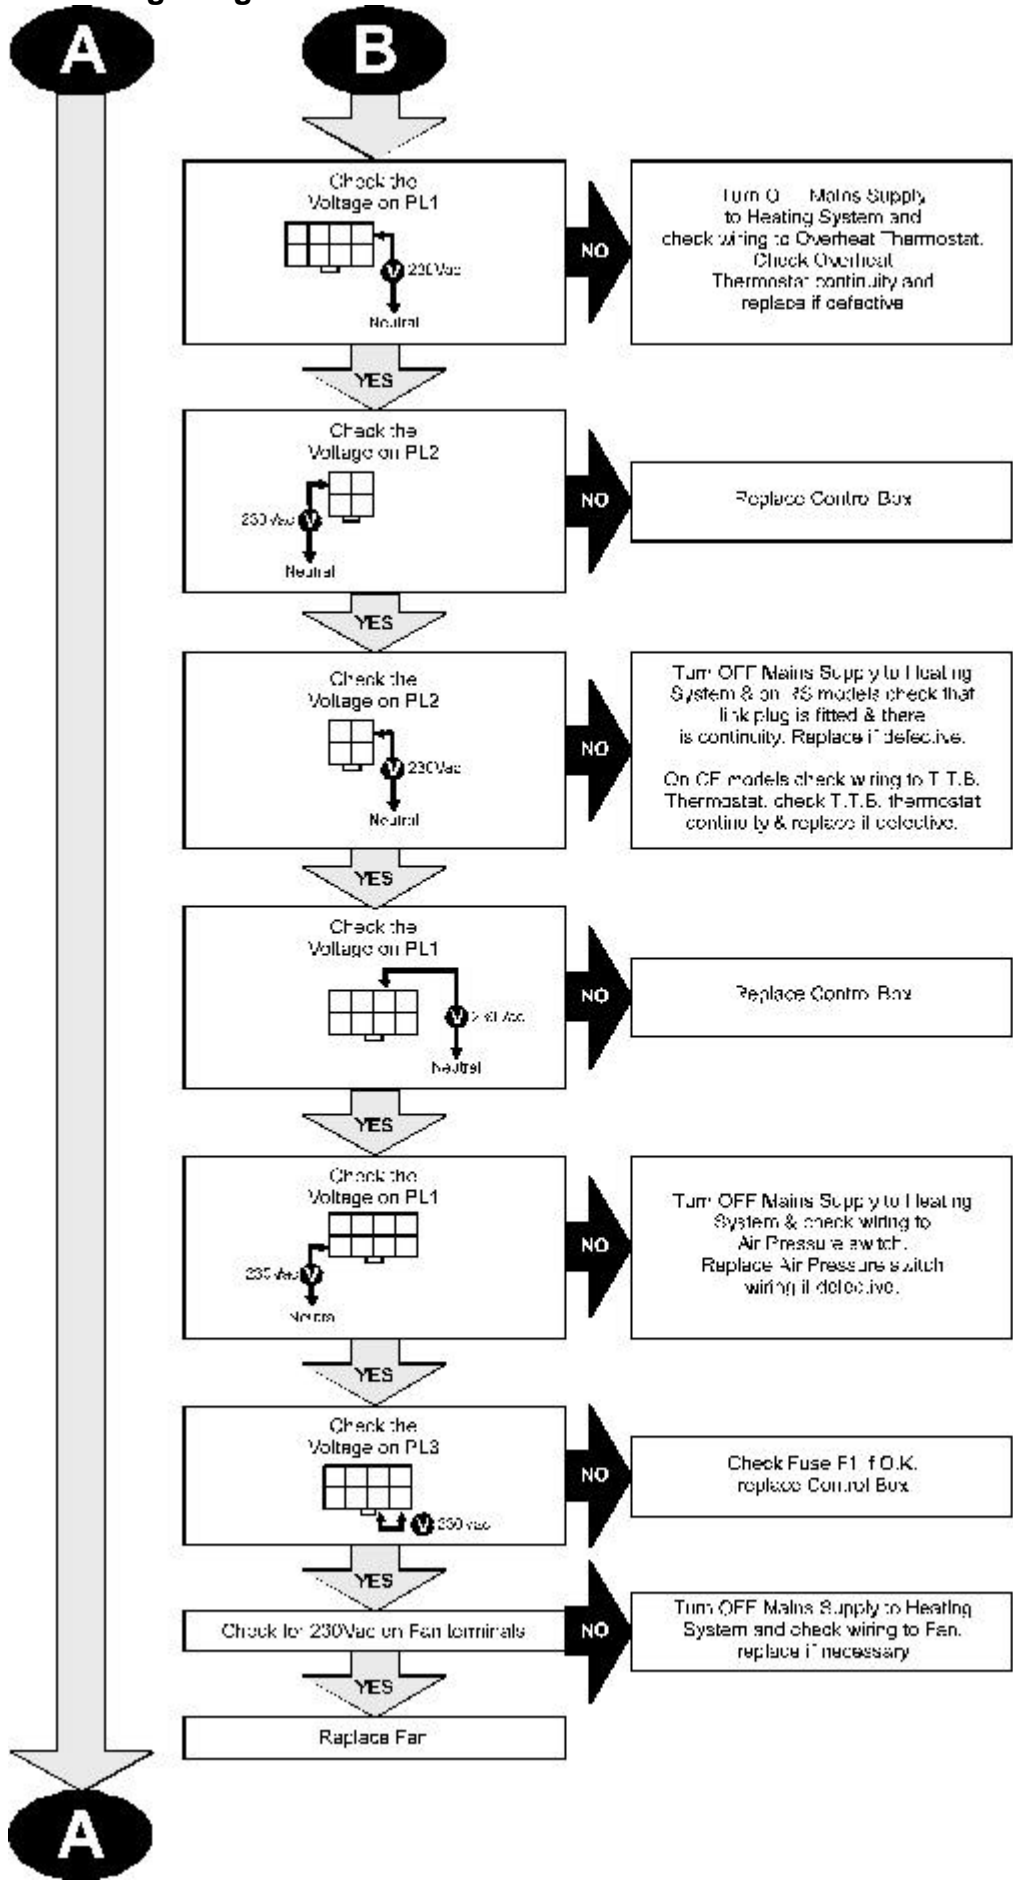 A
B
Check the
Voltage on PL1
230Vac
Neutral
NO
Turn O   Mains Supply
to Heating System and
check wiring to Overheat Thermostat.
Check Overheat
Thermostat continuity and
replace if defective
YES
Check the
Voltage on PL2
230Vac
Neutral
NO
Replace Control Box
YES
Check the
Voltage on PL2
230Vac
Neutral
NO
Turn OFF Mains Supply to Heating
System & on RS models check that
link plug is fitted & there
is continuity. Replace if defective.
On CF models check wiring to T.T.B.
Thermostat, check T.T.B. thermostat
continuity & replace if defective.
YES
Check the
Voltage on PL1
230Vac
Neutral
NO
Replace Control Box
YES
Check the
Voltage on PL1
230Vac
Neutral
NO
Turn OFF Mains Supply to Heating
System & check wiring to
Air Pressure switch.
Replace Air Pressure switch
wiring if defective.
YES
Check the
Voltage on PL3
230Vac
NO
Check Fuse F1 if O.K.
replace Control Box
YES
Check for 230Vac on Fan terminals
NO
Turn OFF Mains Supply to Heating
System and check wiring to Fan,
replace if necessary
YES
Replace Fan
A